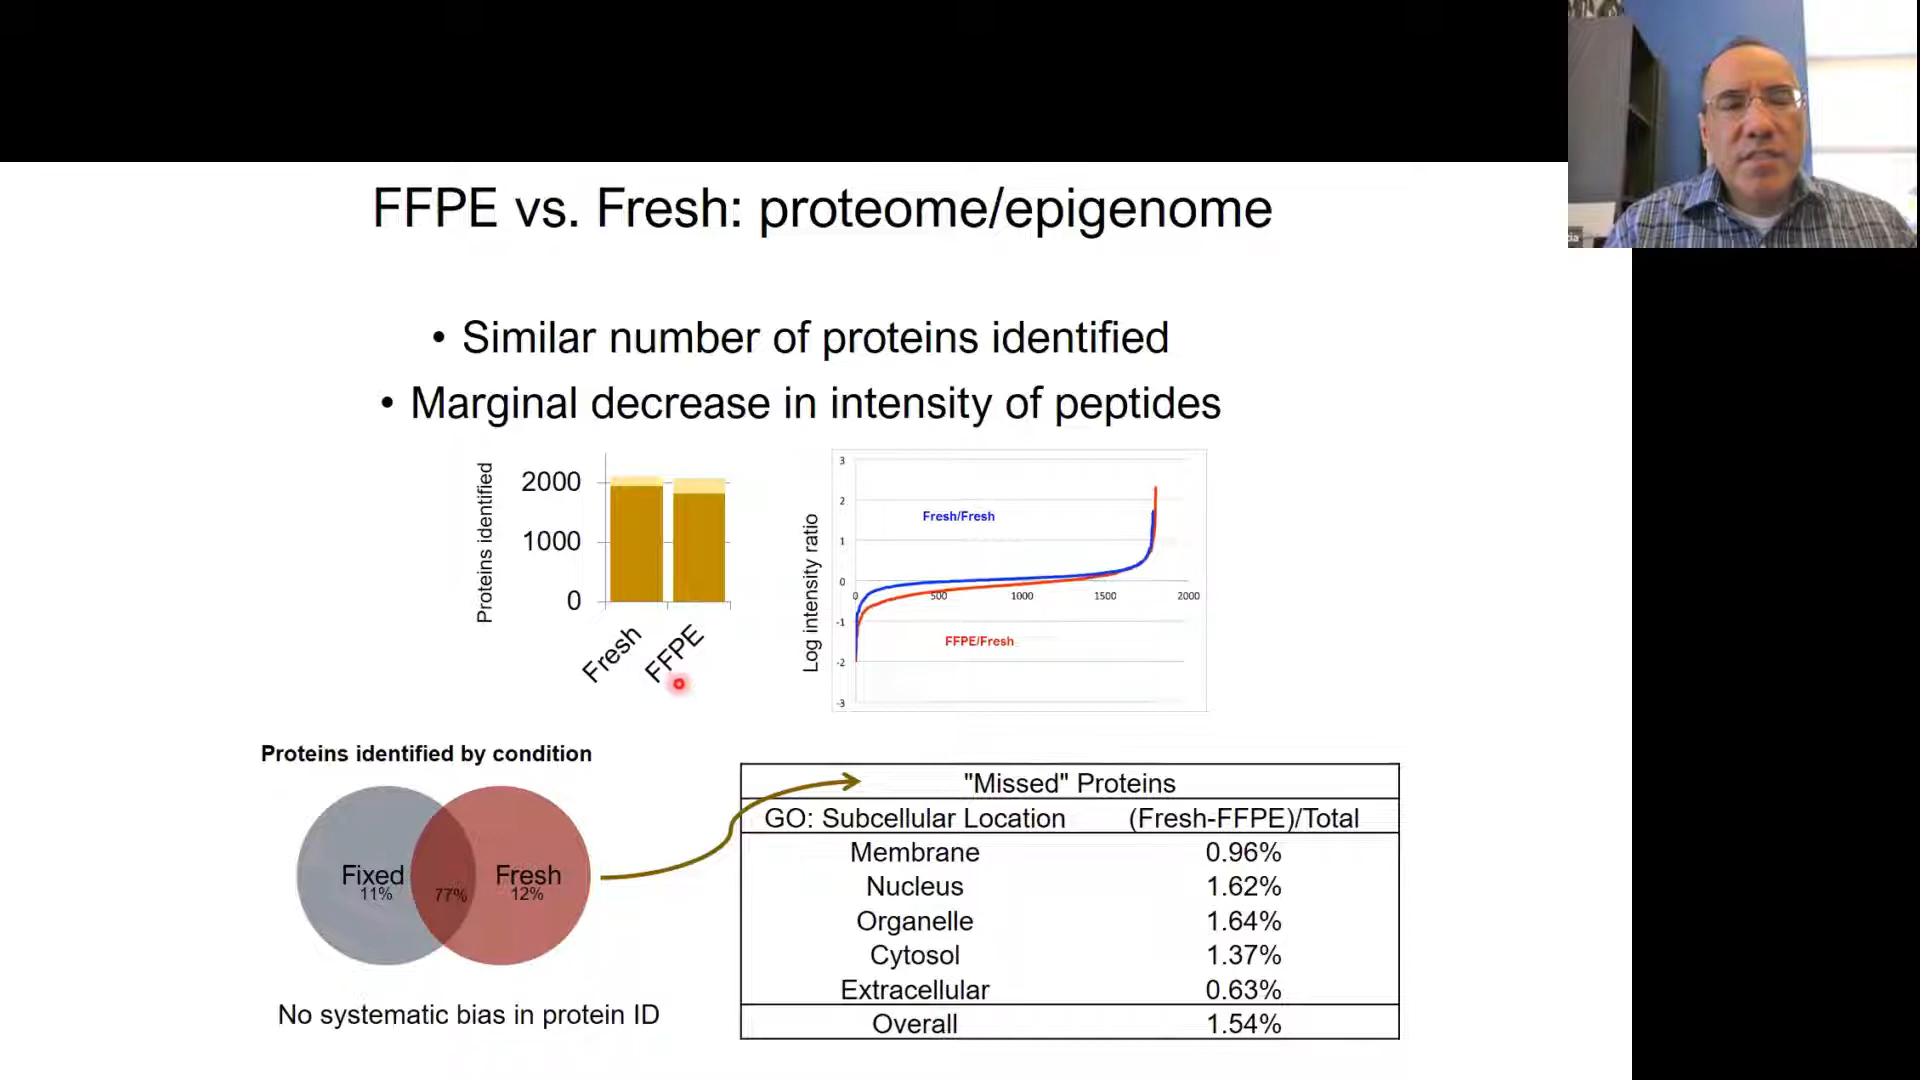 FFPE vs. Fresh: proteome/epigenome
• Similar number of proteins identified
• Marginal decrease in intensity of peptides
Proteins identified
2000
1000
0
Fresh
FFPE
Log intensity ratio
3
2
1
0
-1
-2
-3
0
500
1000
1500
2000
Fresh/Fresh
FFPE/Fresh
Proteins identified by condition
Fixed
11%
77%
Fresh
12%
No systematic bias in protein ID
"Missed" Proteins
GO: Subcellular Location (Fresh-FFPE)/Total
Membrane 0.96%
Nucleus 1.62%
Organelle 1.64%
Cytosol 1.37%
Extracellular 0.63%
Overall 1.54%